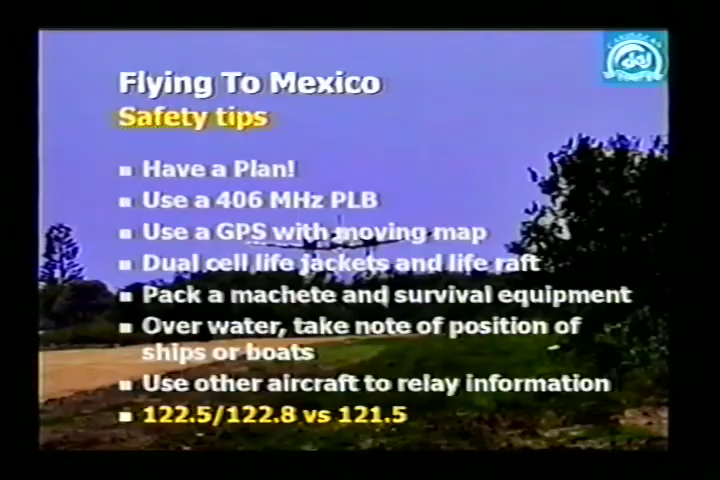 Flying To Mexico
Safety tips
Have a Plan!
Use a 406 MHz PLB
Use a GPS with moving map
Dual cell life jackets and life raft
Pack a machete and survival equipment
Over water, take note of position of
ships or boats
Use other aircraft to relay information
122.5/122.8 vs 121.5